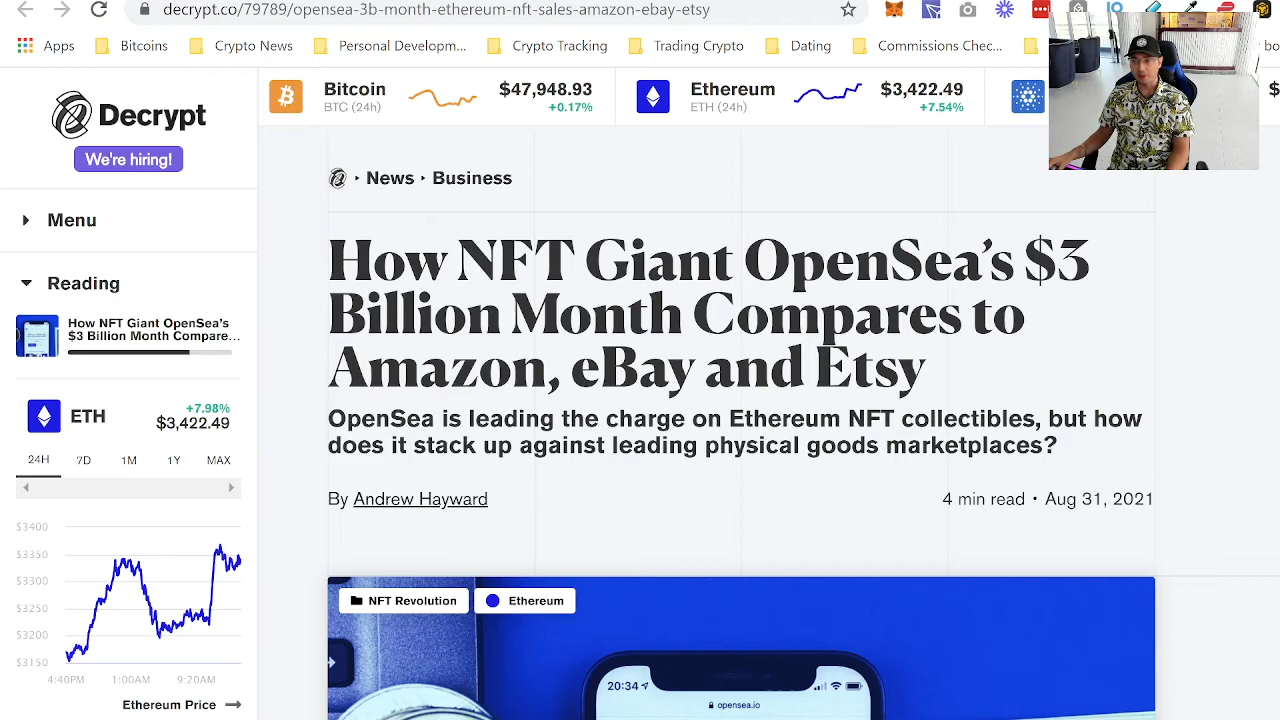 decrypt.co/79789/opensea-3b-month-ethereum-nft-sales-amazon-ebay-etsy
Apps
Bitcoins
Crypto News
Personal Developm...
Crypto Tracking
Trading Crypto
Dating
Commissions Chec...
Decrypt
We're hiring!
Bitcoin
BTC (24h)
$47,948.93
+0.17%
Ethereum
ETH (24h)
$3,422.49
+7.54%
Menu
Reading
How NFT Giant OpenSea's
$3 Billion Month Compare...
ETH
+7.98%
$3,422.49
24H 7D 1M 1Y MAX
$3400
$3350
$3300
$3250
$3200
$3150
4:40PM 1:00AM 9:20AM
Ethereum Price
News
Business
How NFT Giant OpenSea's $3
Billion Month Compares to
Amazon, eBay and Etsy
OpenSea is leading the charge on Ethereum NFT collectibles, but how
does it stack up against leading physical goods marketplaces?
By Andrew Hayward
4 min read • Aug 31, 2021
NFT Revolution
Ethereum
20:34
opensea.io